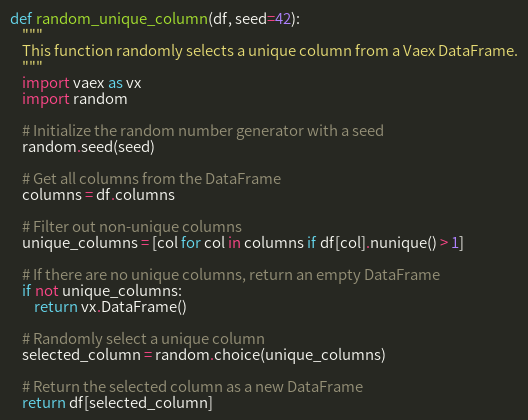 def random_unique_column(df, seed=42):
    """
    This function randomly selects a unique column from a Vaex DataFrame.
    """
    import vaex as vx
    import random

    # Initialize the random number generator with a seed
    random.seed(seed)

    # Get all columns from the DataFrame
    columns = df.columns

    # Filter out non-unique columns
    unique_columns = [col for col in columns if df[col].nunique() > 1]

    # If there are no unique columns, return an empty DataFrame
    if not unique_columns:
        return vx.DataFrame()

    # Randomly select a unique column
    selected_column = random.choice(unique_columns)

    # Return the selected column as a new DataFrame
    return df[selected_column]